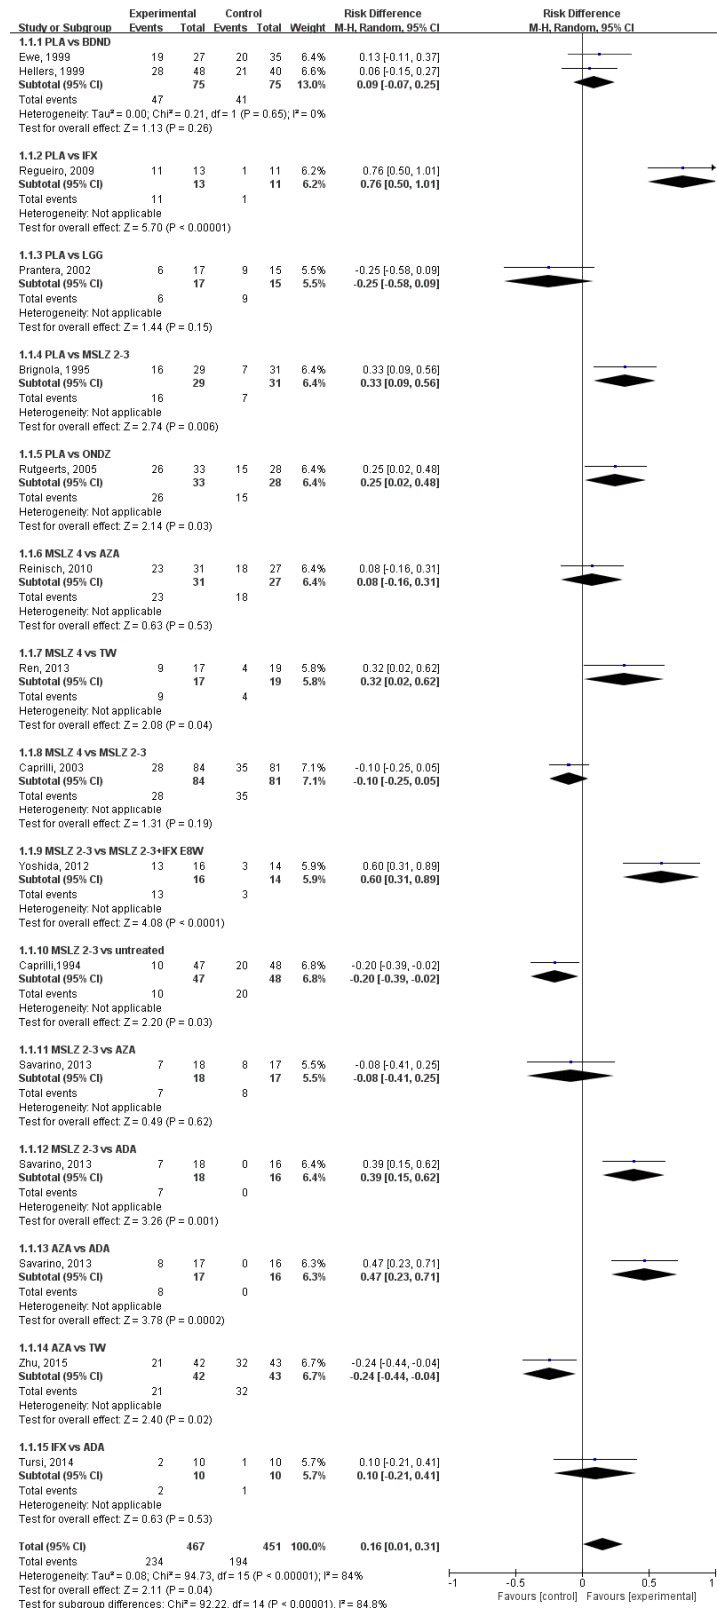 Experimental Control Risk Difference Risk Difference
Study or Subgroup Events Total Events Total Weight M-H, Random, 95% CI M-H, Random, 95% CI
1.1.1 PLA vs BDND
Ewe, 1999 19 27 20 35 6.4% 0.13 [-0.11, 0.37]
Hellers, 1999 28 48 21 40 6.6% 0.06 [-0.15, 0.27]
Subtotal (95% CI) 75 75 13.0% 0.09 [-0.07, 0.25]
Total events 47 41
Heterogeneity: Tau² = 0.00; Chi² = 0.21, df = 1 (P = 0.65); I² = 0%
Test for overall effect: Z = 1.13 (P = 0.26)
1.1.2 PLA vs IFX
Regueiro, 2009 11 13 1 11 6.2% 0.76 [0.50, 1.01]
Subtotal (95% CI) 13 11 6.2% 0.76 [0.50, 1.01]
Total events 11 1
Heterogeneity: Not applicable
Test for overall effect: Z = 5.70 (P < 0.00001)
1.1.3 PLA vs LGG
Prantera, 2002 6 17 9 15 5.5% -0.25 [-0.58, 0.09]
Subtotal (95% CI) 17 15 5.5% -0.25 [-0.58, 0.09]
Total events 6 9
Heterogeneity: Not applicable
Test for overall effect: Z = 1.44 (P = 0.15)
1.1.4 PLA vs MSLZ 2-3
Brignola, 1995 16 29 7 31 6.4% 0.33 [0.09, 0.56]
Subtotal (95% CI) 29 31 6.4% 0.33 [0.09, 0.56]
Total events 16 7
Heterogeneity: Not applicable
Test for overall effect: Z = 2.74 (P = 0.006)
1.1.5 PLA vs ONDZ
Rutgeerts, 2005 26 33 15 28 6.4% 0.25 [0.02, 0.48]
Subtotal (95% CI) 33 28 6.4% 0.25 [0.02, 0.48]
Total events 26 15
Heterogeneity: Not applicable
Test for overall effect: Z = 2.14 (P = 0.03)
1.1.6 MSLZ 4 vs AZA
Reinisch, 2010 23 31 18 27 6.4% 0.08 [-0.16, 0.31]
Subtotal (95% CI) 31 27 6.4% 0.08 [-0.16, 0.31]
Total events 23 18
Heterogeneity: Not applicable
Test for overall effect: Z = 0.63 (P = 0.53)
1.1.7 MSLZ 4 vs TW
Ren, 2013 9 17 4 19 5.8% 0.32 [0.02, 0.62]
Subtotal (95% CI) 17 19 5.8% 0.32 [0.02, 0.62]
Total events 9 4
Heterogeneity: Not applicable
Test for overall effect: Z = 2.08 (P = 0.04)
1.1.8 MSLZ 4 vs MSLZ 2-3
Caprilli, 2003 28 84 35 81 7.1% -0.10 [-0.25, 0.05]
Subtotal (95% CI) 84 81 7.1% -0.10 [-0.25, 0.05]
Total events 28 35
Heterogeneity: Not applicable
Test for overall effect: Z = 1.31 (P = 0.19)
1.1.9 MSLZ 2-3 vs MSLZ 2-3+IFX E8W
Yoshida, 2012 13 16 3 14 5.9% 0.60 [0.31, 0.89]
Subtotal (95% CI) 16 14 5.9% 0.60 [0.31, 0.89]
Total events 13 3
Heterogeneity: Not applicable
Test for overall effect: Z = 4.08 (P < 0.0001)
1.1.10 MSLZ 2-3 vs untreated
Caprilli,1994 10 47 20 48 6.8% -0.20 [-0.39, -0.02]
Subtotal (95% CI) 47 48 6.8% -0.20 [-0.39, -0.02]
Total events 10 20
Heterogeneity: Not applicable
Test for overall effect: Z = 2.20 (P = 0.03)
1.1.11 MSLZ 2-3 vs AZA
Savarino, 2013 7 18 8 17 5.5% -0.08 [-0.41, 0.25]
Subtotal (95% CI) 18 17 5.5% -0.08 [-0.41, 0.25]
Total events 7 8
Heterogeneity: Not applicable
Test for overall effect: Z = 0.49 (P = 0.62)
1.1.12 MSLZ 2-3 vs ADA
Savarino, 2013 7 18 0 16 6.4% 0.39 [0.15, 0.62]
Subtotal (95% CI) 18 16 6.4% 0.39 [0.15, 0.62]
Total events 7 0
Heterogeneity: Not applicable
Test for overall effect: Z = 3.26 (P = 0.001)
1.1.13 AZA vs ADA
Savarino, 2013 8 17 0 16 6.3% 0.47 [0.23, 0.71]
Subtotal (95% CI) 17 16 6.3% 0.47 [0.23, 0.71]
Total events 8 0
Heterogeneity: Not applicable
Test for overall effect: Z = 3.78 (P = 0.0002)
1.1.14 AZA vs TW
Zhu, 2015 21 42 32 43 6.7% -0.24 [-0.44, -0.04]
Subtotal (95% CI) 42 43 6.7% -0.24 [-0.44, -0.04]
Total events 21 32
Heterogeneity: Not applicable
Test for overall effect: Z = 2.40 (P = 0.02)
1.1.15 IFX vs ADA
Tursi, 2014 2 10 1 10 5.7% 0.10 [-0.21, 0.41]
Subtotal (95% CI) 10 10 5.7% 0.10 [-0.21, 0.41]
Total events 2 1
Heterogeneity: Not applicable
Test for overall effect: Z = 0.63 (P = 0.53)
Total (95% CI) 467 451 100.0% 0.16 [0.01, 0.31]
Total events 234 194
Heterogeneity: Tau² = 0.08; Chi² = 94.73, df = 15 (P < 0.00001); I² = 84%
Test for overall effect: Z = 2.11 (P = 0.04)
Test for subgroup differences: Chi² = 92.22, df = 14 (P < 0.00001), I² = 84.8%
-1 -0.5 0 0.5 1
Favours [control] Favours [experimental]